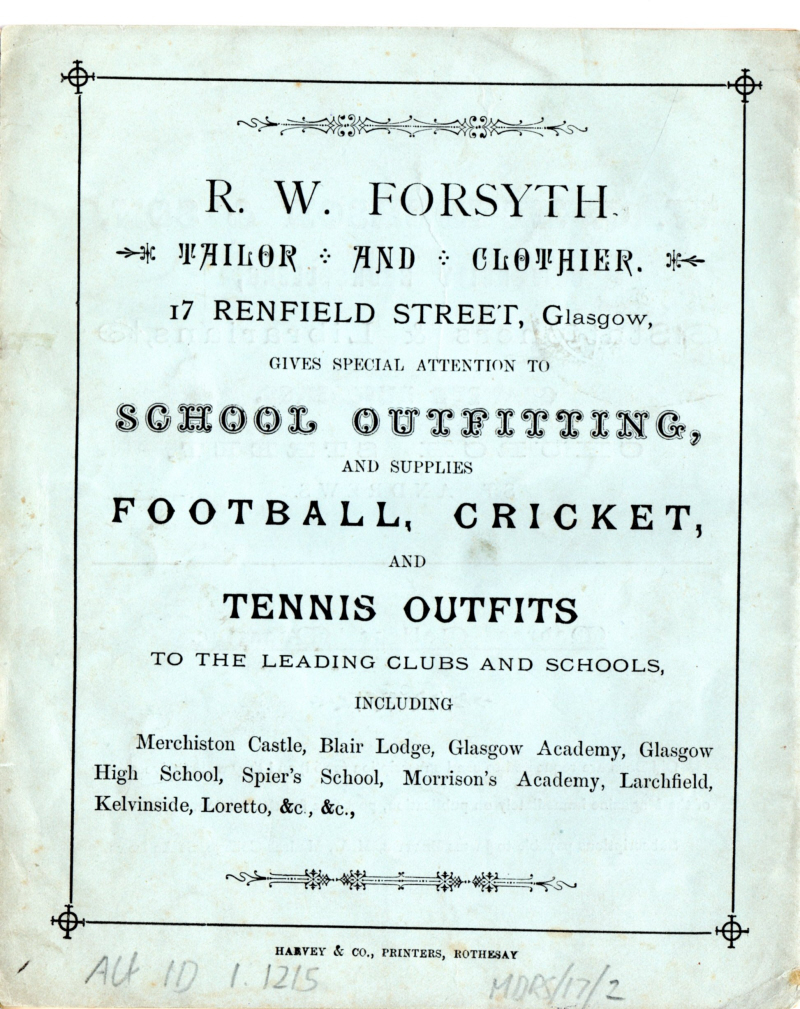 R. W. FORSYTH.
TAILOR AND CLOTHIER.
17 RENFIELD STREET, Glasgow,
GIVES SPECIAL ATTENTION TO
SCHOOL OUTFITTING,
AND SUPPLIES
FOOTBALL, CRICKET,
AND
TENNIS OUTFITS
TO THE LEADING CLUBS AND SCHOOLS,
INCLUDING
Merchiston Castle, Blair Lodge, Glasgow Academy, Glasgow
High School, Spier's School, Morrison's Academy, Larchfield,
Kelvinside, Loretto, &c., &c.,
HARVEY & CO., PRINTERS, ROTHESAY
ID 1.1215
MDRS/17/2